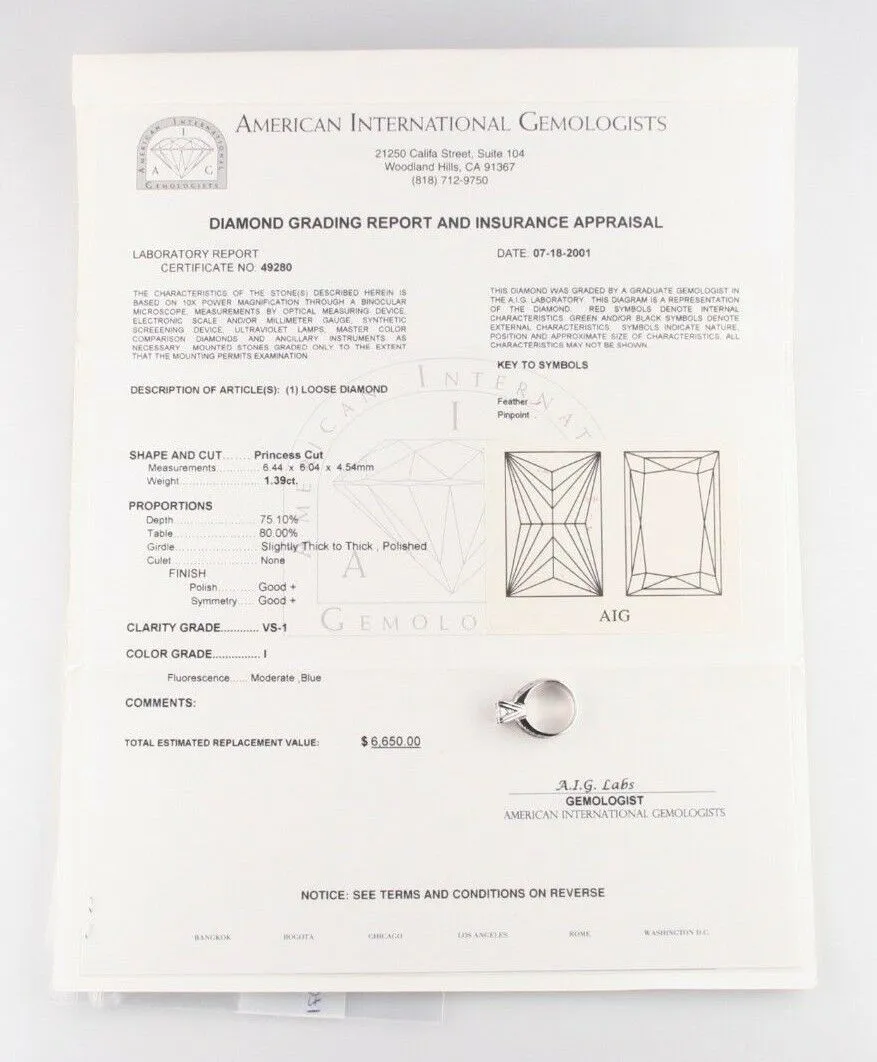 AMERICAN INTERNATIONAL
I
A G
GEMOLOGISTS
AMERICAN INTERNATIONAL GEMOLOGISTS
21250 Califa Street, Suite 104
Woodland Hills, CA 91367
(818) 712-9750
DIAMOND GRADING REPORT AND INSURANCE APPRAISAL
LABORATORY REPORT
CERTIFICATE NO: 49280
DATE: 07-18-2001
THE CHARACTERISTICS OF THE STONE(S) DESCRIBED HEREIN IS
BASED ON 10X POWER MAGNIFICATION THROUGH A BINOCULAR
MICROSCOPE, MEASUREMENTS BY OPTICAL MEASURING DEVICE,
ELECTRONIC SCALE AND/OR MILLIMETER GAUGE, SYNTHETIC
SCREEENING DEVICE, ULTRAVIOLET LAMPS, MASTER COLOR
COMPARISON DIAMONDS AND ANCILLARY INSTRUMENTS AS
NECESSARY. MOUNTED STONES GRADED ONLY TO THE EXTENT
THAT THE MOUNTING PERMITS EXAMINATION
THIS DIAMOND WAS GRADED BY A GRADUATE GEMOLOGIST IN
THE A.I.G. LABORATORY. THIS DIAGRAM IS A REPRESENTATION
OF THE DIAMOND. RED SYMBOLS DENOTE INTERNAL
CHARACTERISTICS. GREEN AND/OR BLACK SYMBOLS DENOTE
EXTERNAL CHARACTERISTICS. SYMBOLS INDICATE NATURE,
POSITION AND APPROXIMATE SIZE OF CHARACTERISTICS. ALL
CHARACTERISTICS MAY NOT BE SHOWN.
KEY TO SYMBOLS
Feather
Pinpoint
DESCRIPTION OF ARTICLE(S): (1) LOOSE DIAMOND
AMERICAN INTERNAT
I
A
GEMOLO
SHAPE AND CUT....... Princess Cut
Measurements............ 6.44 x 6.04 x 4.54mm
Weight..................... 1.39ct.
PROPORTIONS
Depth........................ 75.10%
Table........................ 80.00%
Girdle....................... Slightly Thick to Thick , Polished
Culet........................ None
FINISH
Polish.......... Good +
Symmetry.... Good +
CLARITY GRADE............ VS-1
COLOR GRADE............... I
Fluorescence...... Moderate ,Blue
AIG
COMMENTS:
TOTAL ESTIMATED REPLACEMENT VALUE: $ 6,650.00
A.I.G. Labs
GEMOLOGIST
AMERICAN INTERNATIONAL GEMOLOGISTS
NOTICE: SEE TERMS AND CONDITIONS ON REVERSE
BANGKOK BOGOTA CHICAGO LOS ANGELES ROME WASHINGTON D.C.